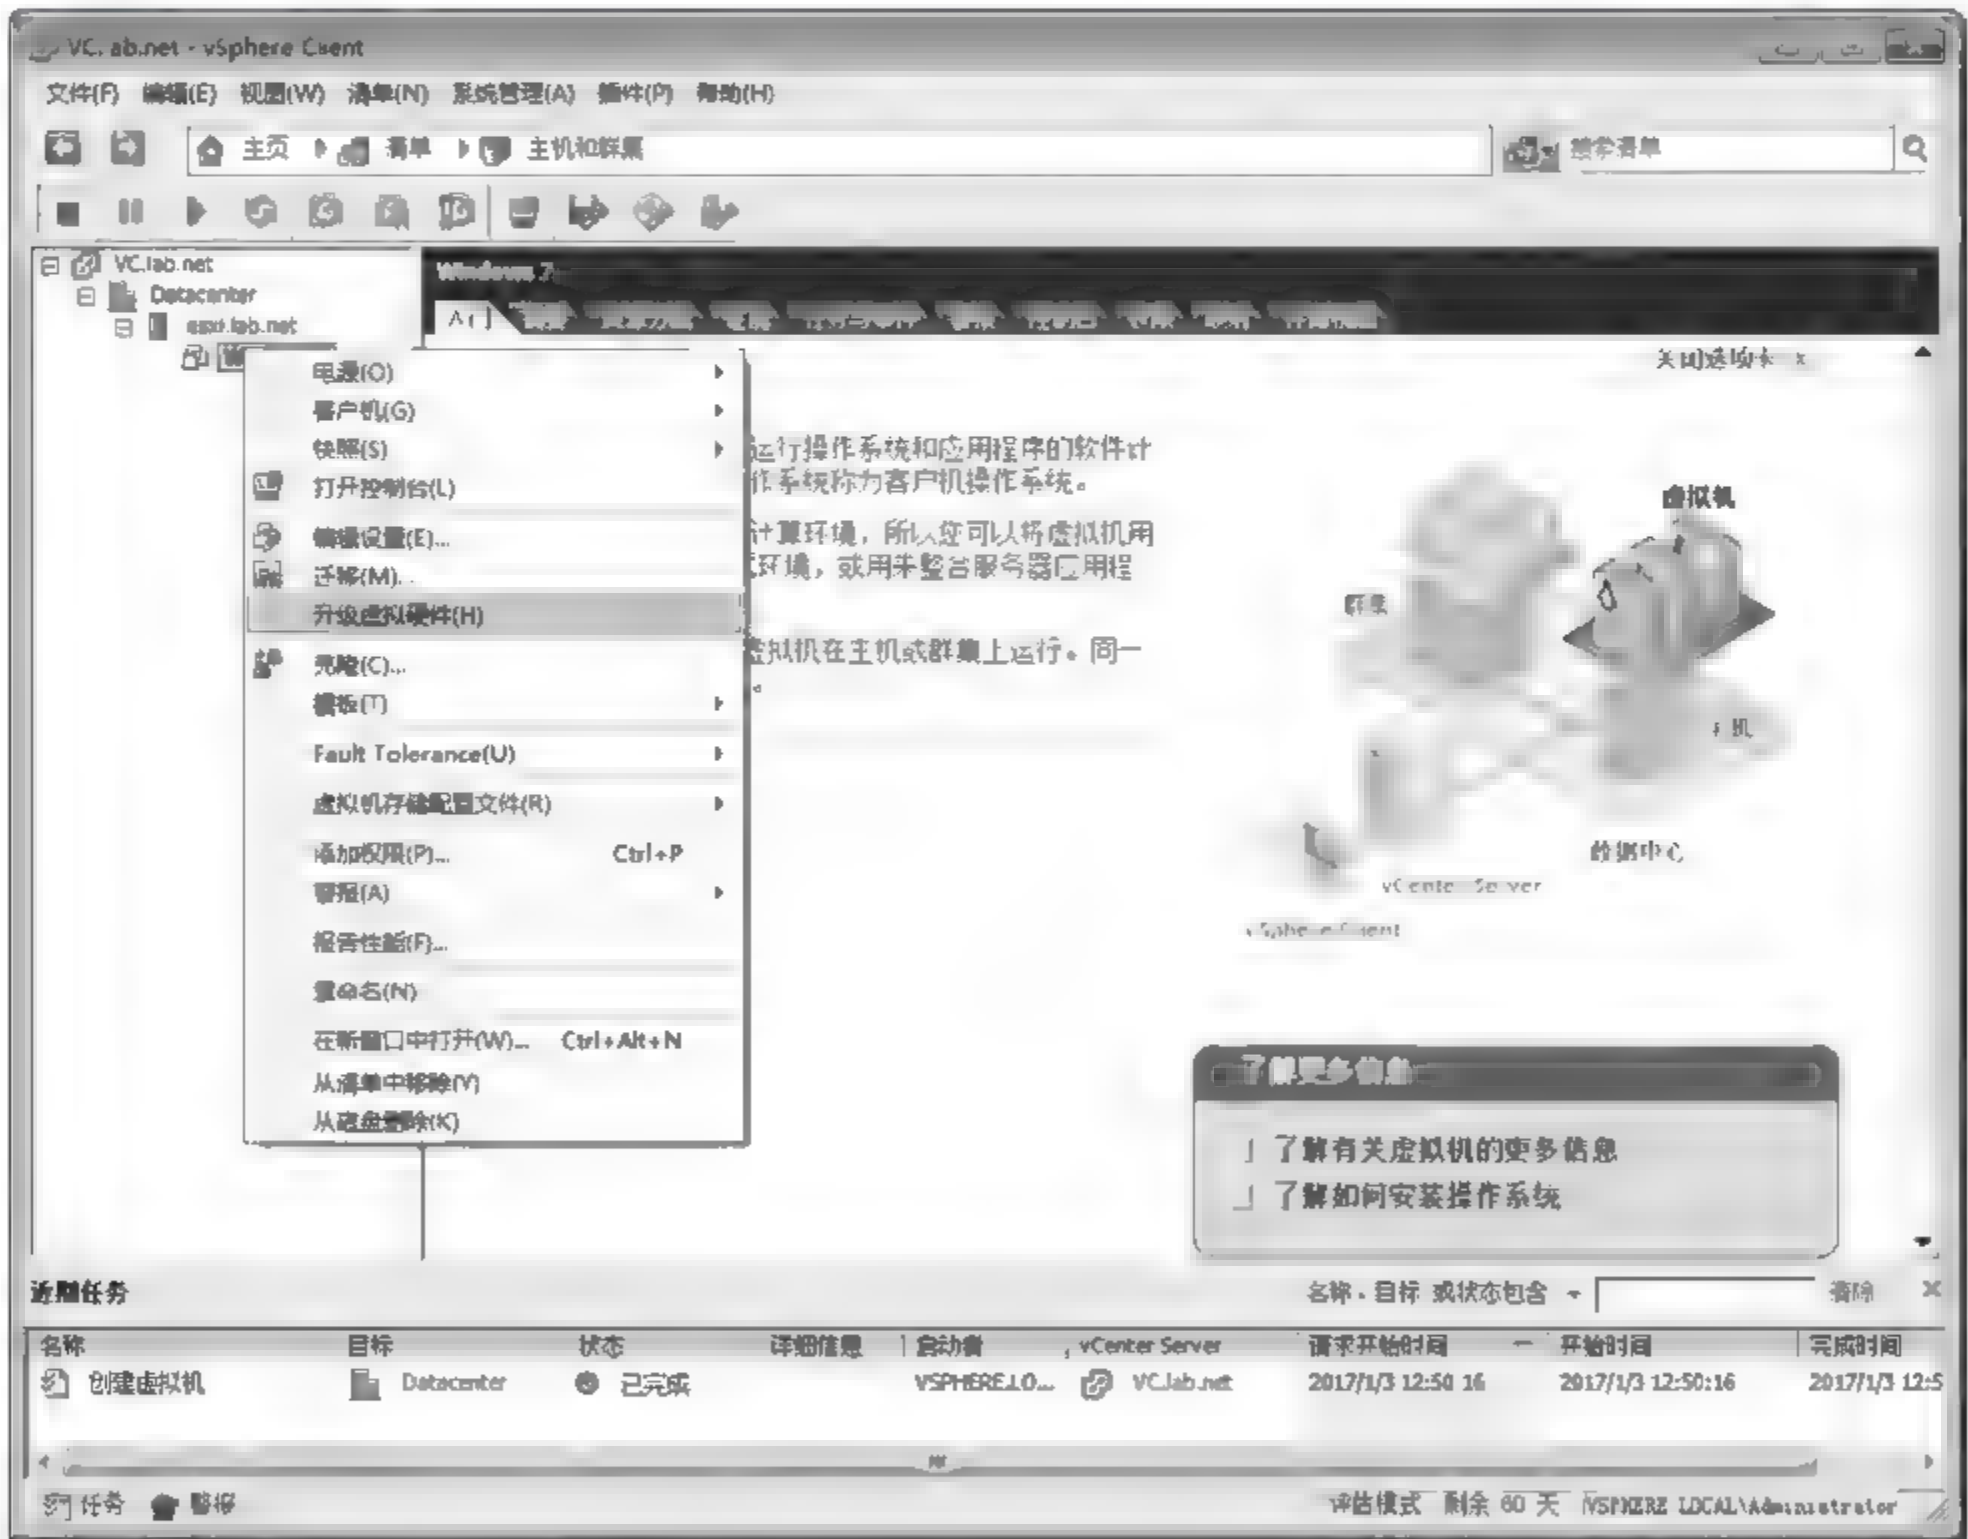 VC.lab.net - vSphere Client
文件(F) 编辑(E) 视图(W) 清单(N) 系统管理(A) 插件(P) 帮助(H)
主页 清单 主机和群集 搜索清单
VC.lab.net
Datacenter
esxi.lab.net
Windows 7
入门
关闭选项卡 x
电源(O)
客户机(G)
快照(S)
打开控制台(L)
编辑设置(E)...
迁移(M)...
升级虚拟硬件(H)
克隆(C)...
模板(T)
Fault Tolerance(U)
虚拟机存储配置文件(R)
添加权限(P)... Ctrl+P
警报(A)
报告性能(F)...
重命名(N)
在新窗口中打开(W)... Ctrl+Alt+N
从清单中移除(V)
从磁盘删除(K)
运行操作系统和应用程序的软件计
作系统称为客户机操作系统。
计算环境，所以您可以将虚拟机用
环境，或用来整合服务器应用程
虚拟机在主机或群集上运行。同一
。
虚拟机
群集
主机
数据中心
vCenter Server
vSphere Client
了解更多信息
了解有关虚拟机的更多信息
了解如何安装操作系统
近期任务 名称、目标 或状态包含 清除
名称 目标 状态 详细信息 启动者 vCenter Server 请求开始时间 开始时间 完成时间
创建虚拟机 Datacenter 已完成 VSPHERE.LO... VC.lab.net 2017/1/3 12:50:16 2017/1/3 12:50:16 2017/1/3 12:5
任务 警报 评估模式 剩余 60 天 VSPHERE.LOCAL\Administrator